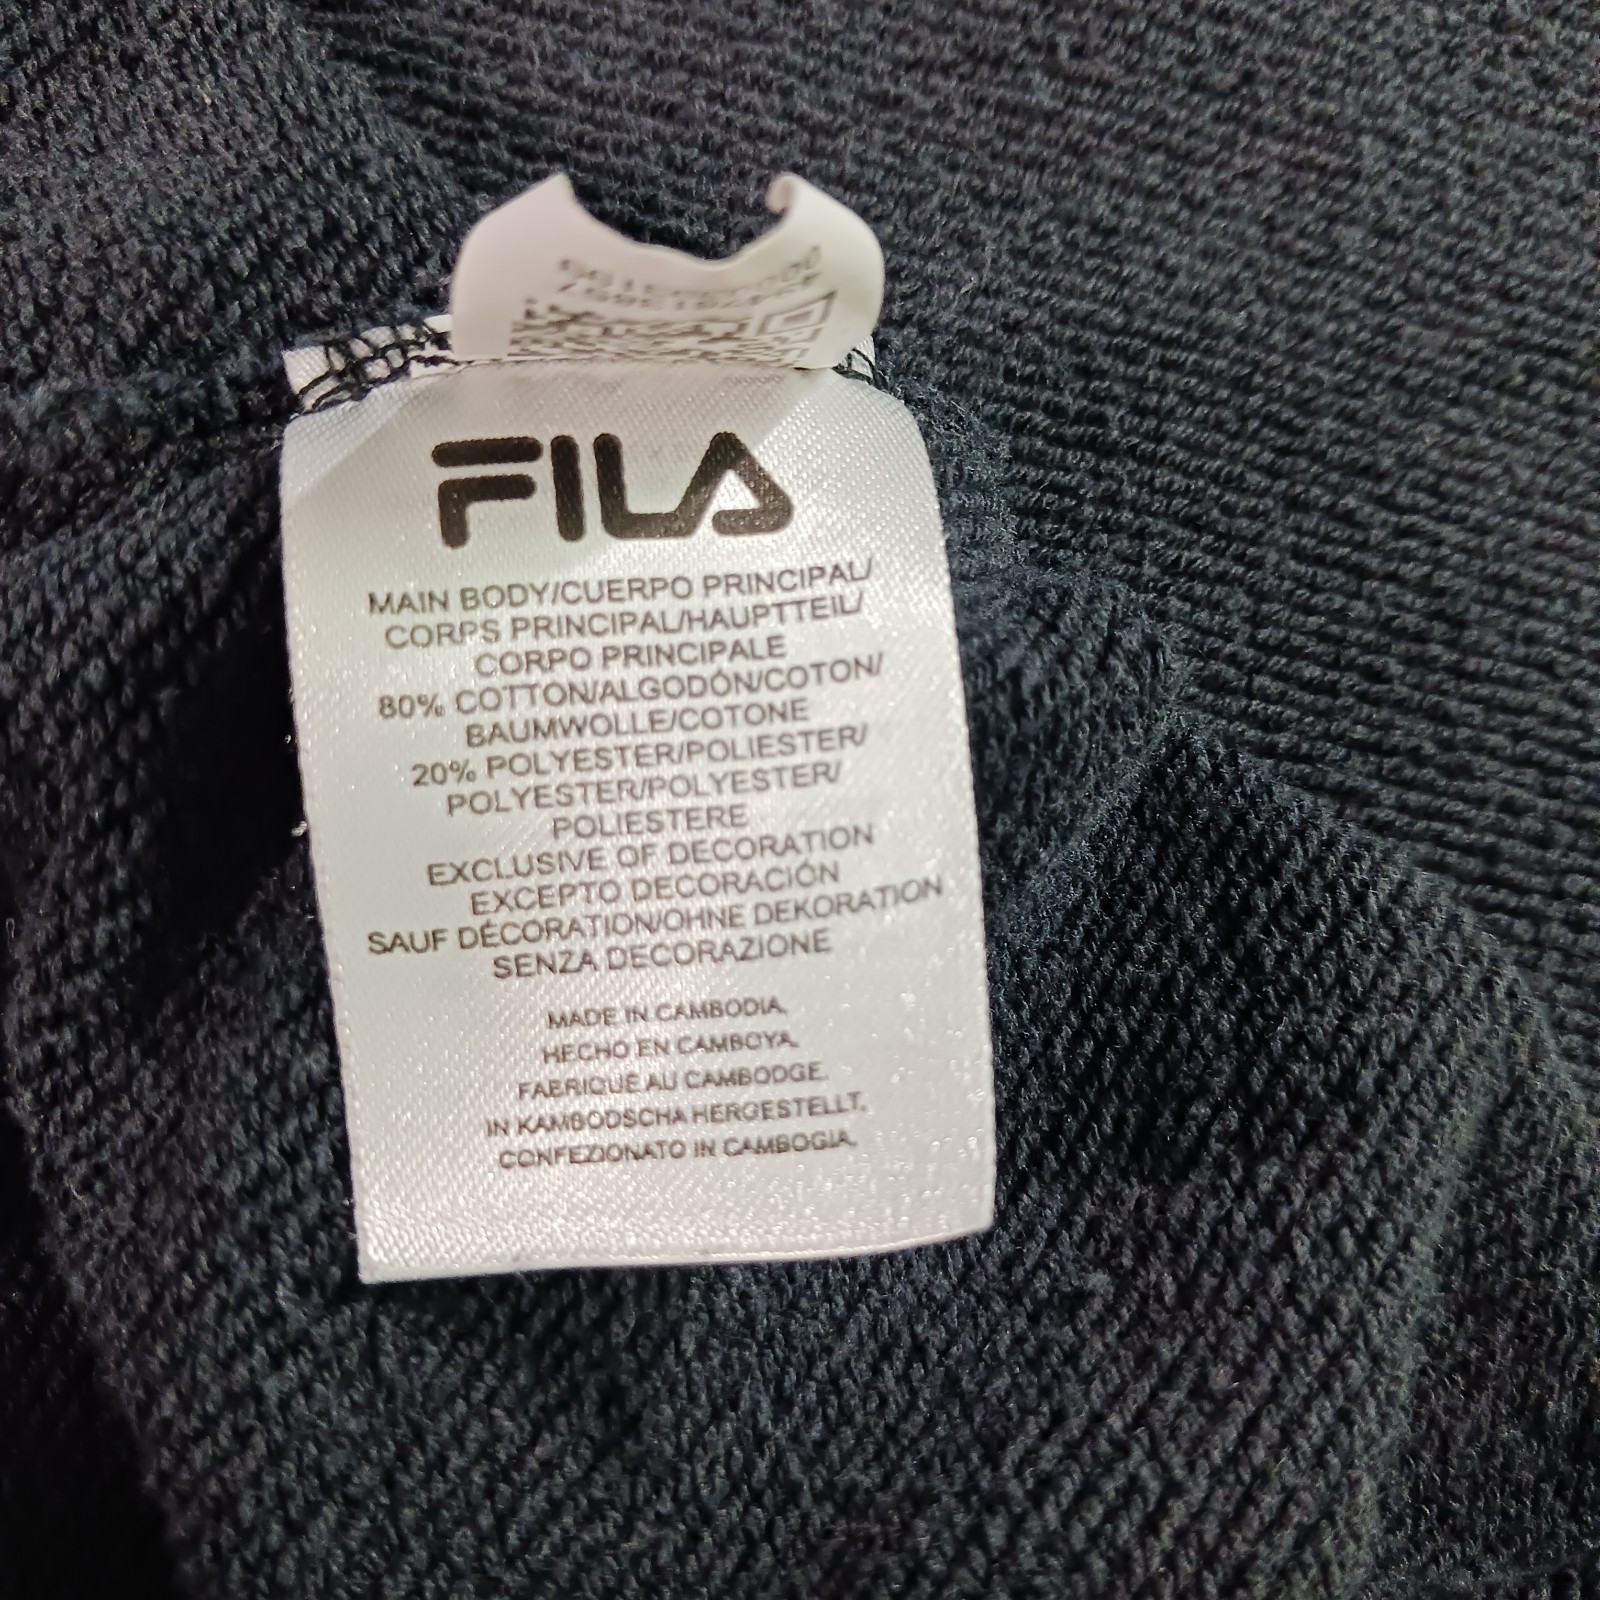 FILA
MAIN BODY/CUERPO PRINCIPAL/
CORPS PRINCIPAL/HAUPTTEIL/
CORPO PRINCIPALE
80% COTTON/ALGODÓN/COTON/
BAUMWOLLE/COTONE
20% POLYESTER/POLIESTER/
POLYESTER/POLYESTER/
POLIESTERE
EXCLUSIVE OF DECORATION
EXCEPTO DECORACIÓN
SAUF DÉCORATION/OHNE DEKORATION
SENZA DECORAZIONE
MADE IN CAMBODIA.
HECHO EN CAMBOYA.
FABRIQUE AU CAMBODGE.
IN KAMBODSCHA HERGESTELLT.
CONFEZIONATO IN CAMBOGIA.